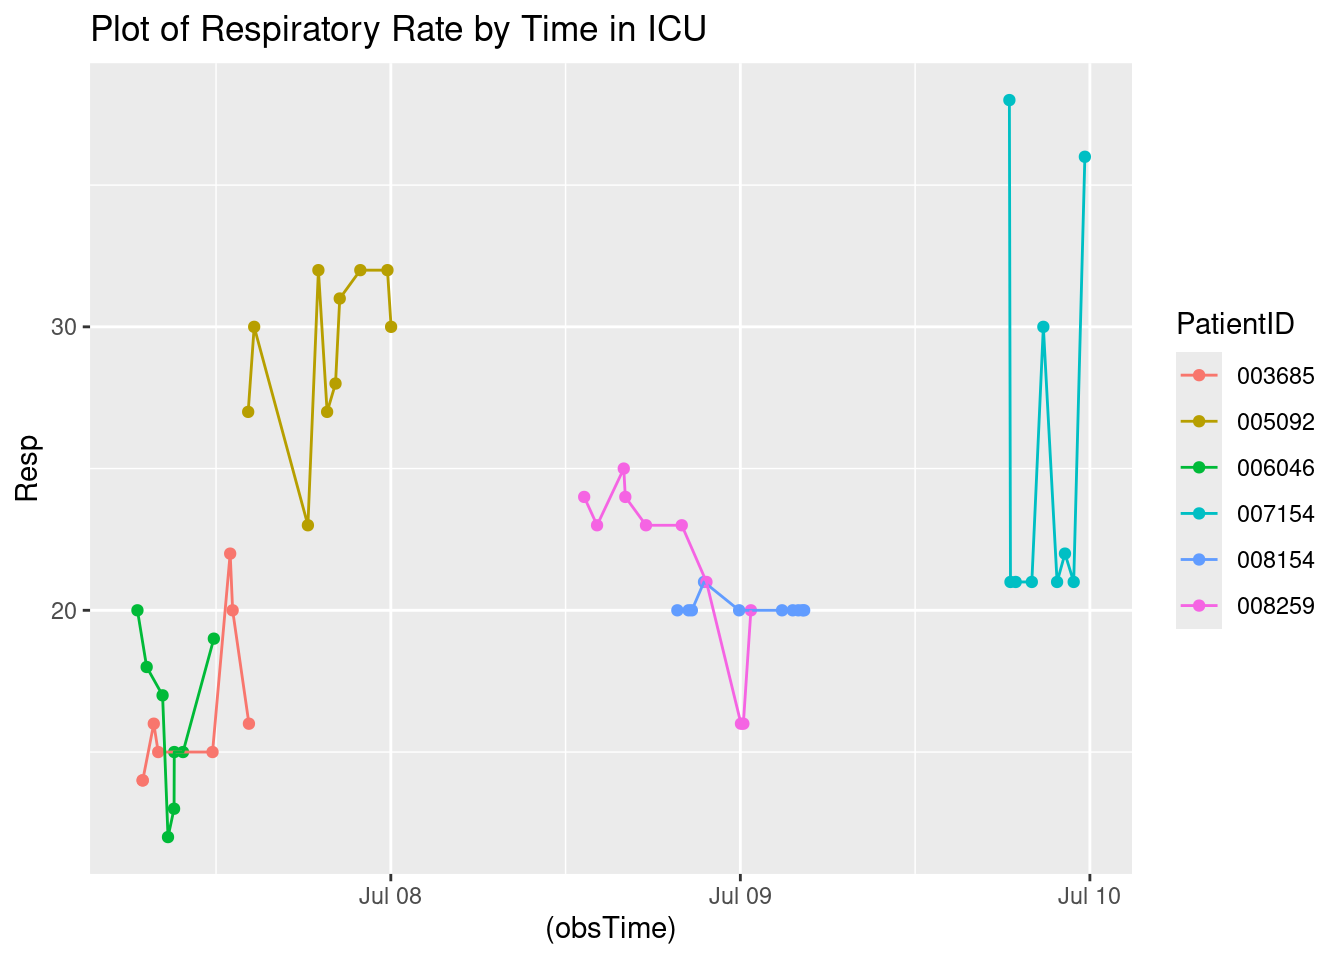 Plot of Respiratory Rate by Time in ICU
Resp
30
20
Jul 08
Jul 09
Jul 10
(obsTime)
PatientID
003685
005092
006046
007154
008154
008259